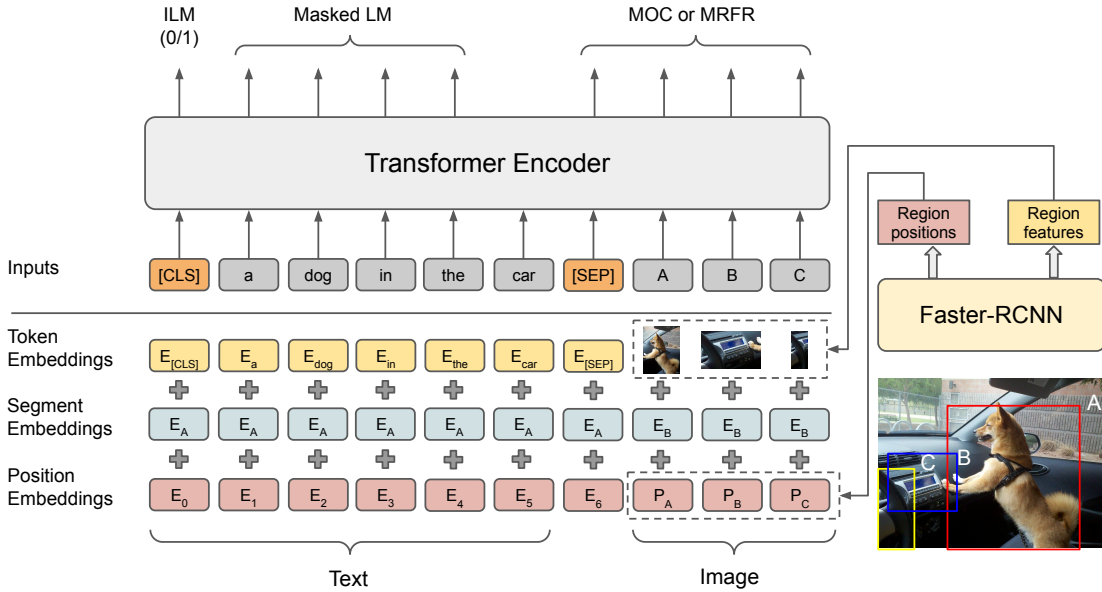 ILM
(0/1)
Masked LM
MOC or MRFR
Transformer Encoder
Region
positions
Region
features
Inputs
[CLS] a dog in the car [SEP] A B C
Faster-RCNN
Token
Embeddings
E[CLS] Ea Edog Ein Ethe Ecar E[SEP]
Segment
Embeddings
EA EA EA EA EA EA EA EB EB EB
Position
Embeddings
E0 E1 E2 E3 E4 E5 E6 PA PB PC
A
C B
Text
Image